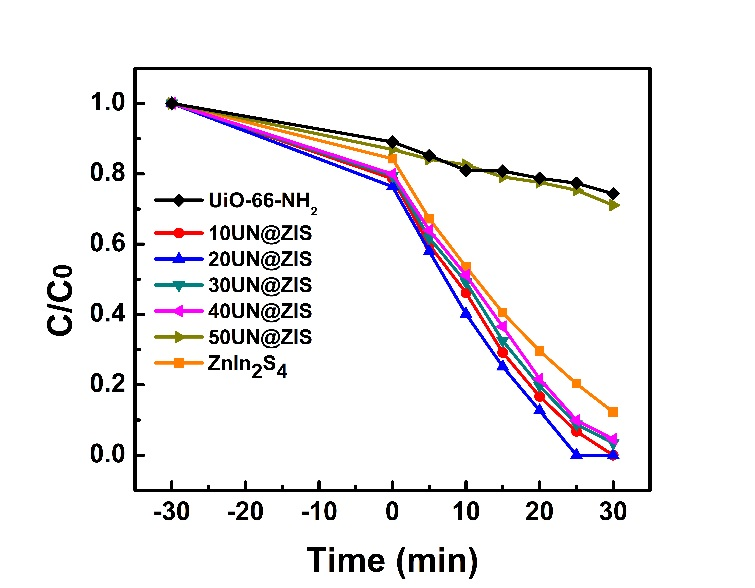 C/C0
1.0
0.8
0.6
0.4
0.2
0.0
UiO-66-NH2
10UN@ZIS
20UN@ZIS
30UN@ZIS
40UN@ZIS
50UN@ZIS
ZnIn2S4
-30 -20 -10 0 10 20 30
Time (min)